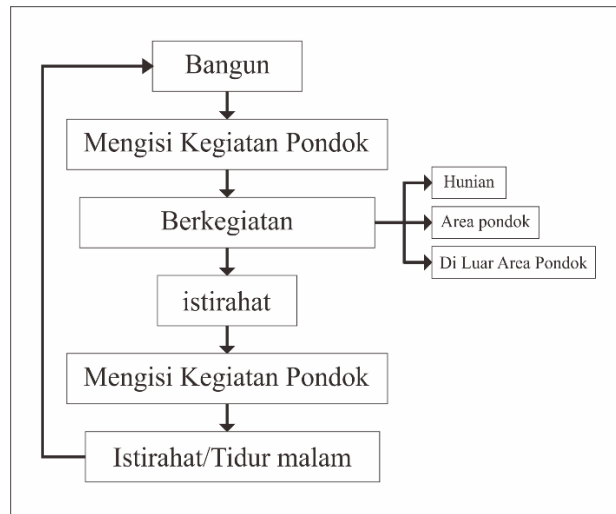 Bangun
Mengisi Kegiatan Pondok
Berkegiatan
Hunian
Area pondok
Di Luar Area Pondok
istirahat
Mengisi Kegiatan Pondok
Istirahat/Tidur malam